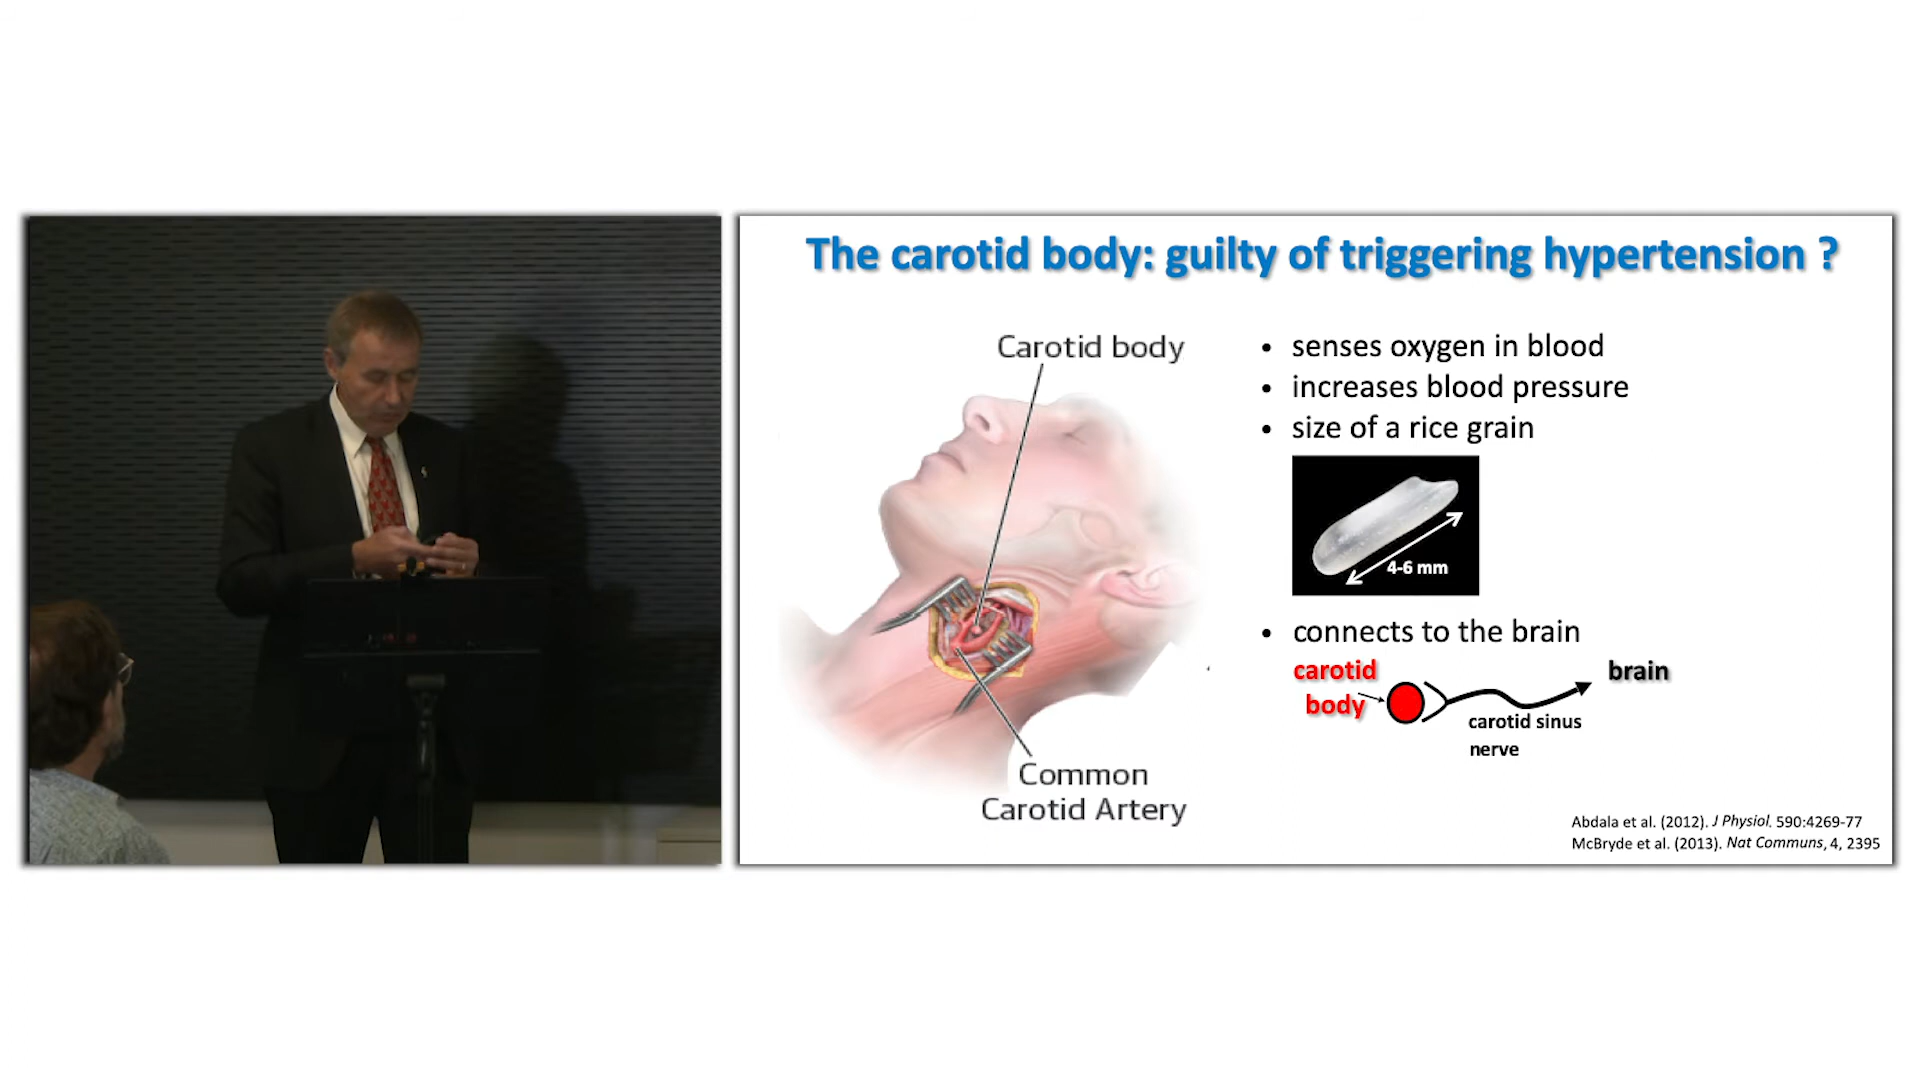 The carotid body: guilty of triggering hypertension ?
Carotid body
Common
Carotid Artery
• senses oxygen in blood
• increases blood pressure
• size of a rice grain
4-6 mm
• connects to the brain
carotid
body
brain
carotid sinus
nerve
Abdala et al. (2012). J Physiol. 590:4269-77
McBryde et al. (2013). Nat Communs, 4, 2395